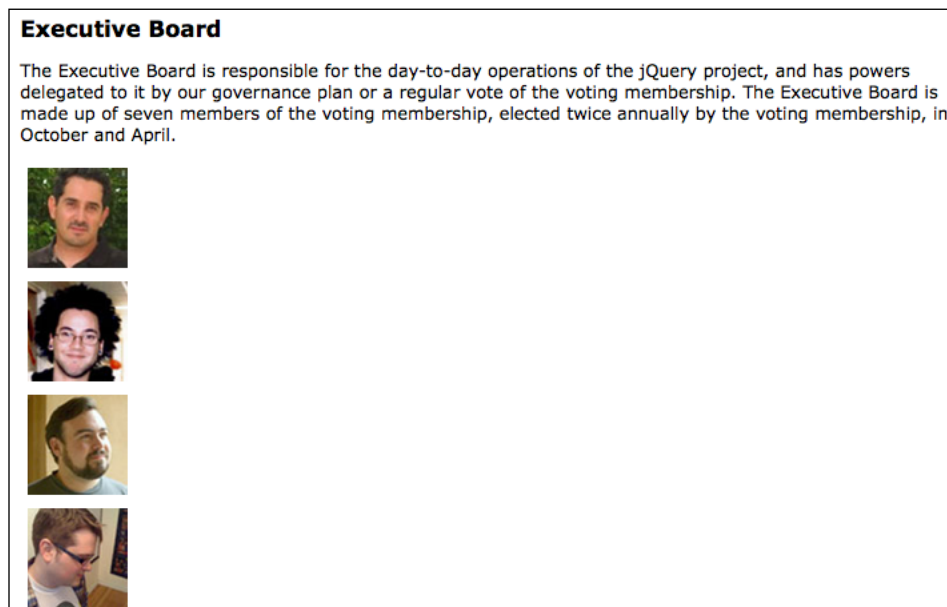 Executive Board
The Executive Board is responsible for the day-to-day operations of the jQuery project, and has powers
delegated to it by our governance plan or a regular vote of the voting membership. The Executive Board is
made up of seven members of the voting membership, elected twice annually by the voting membership, in
October and April.